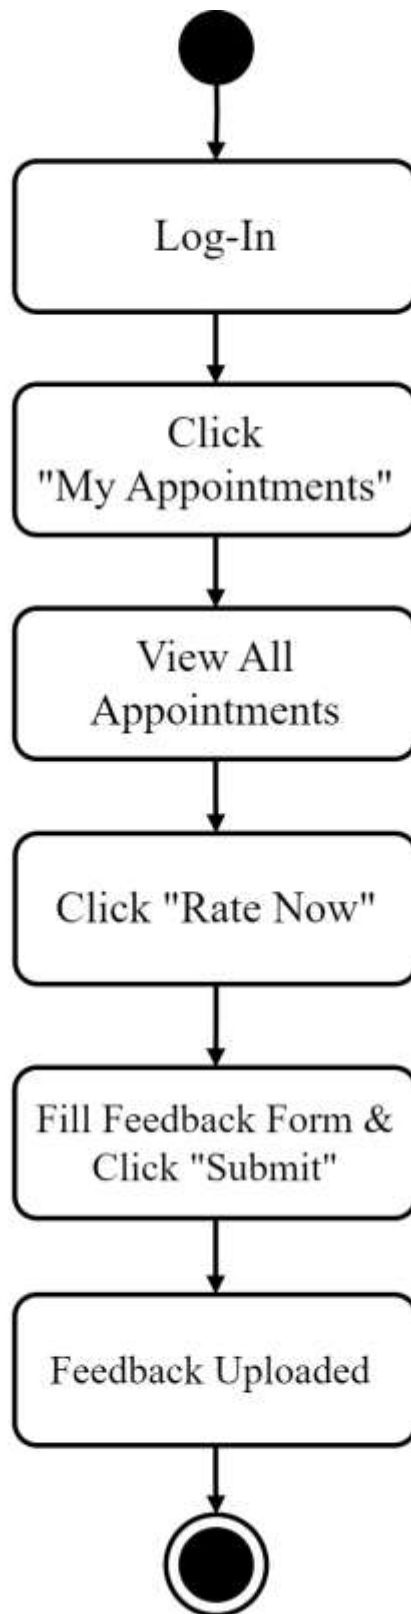 Log-In
Click
"My Appointments"
View All
Appointments
Click "Rate Now"
Fill Feedback Form &
Click "Submit"
Feedback Uploaded